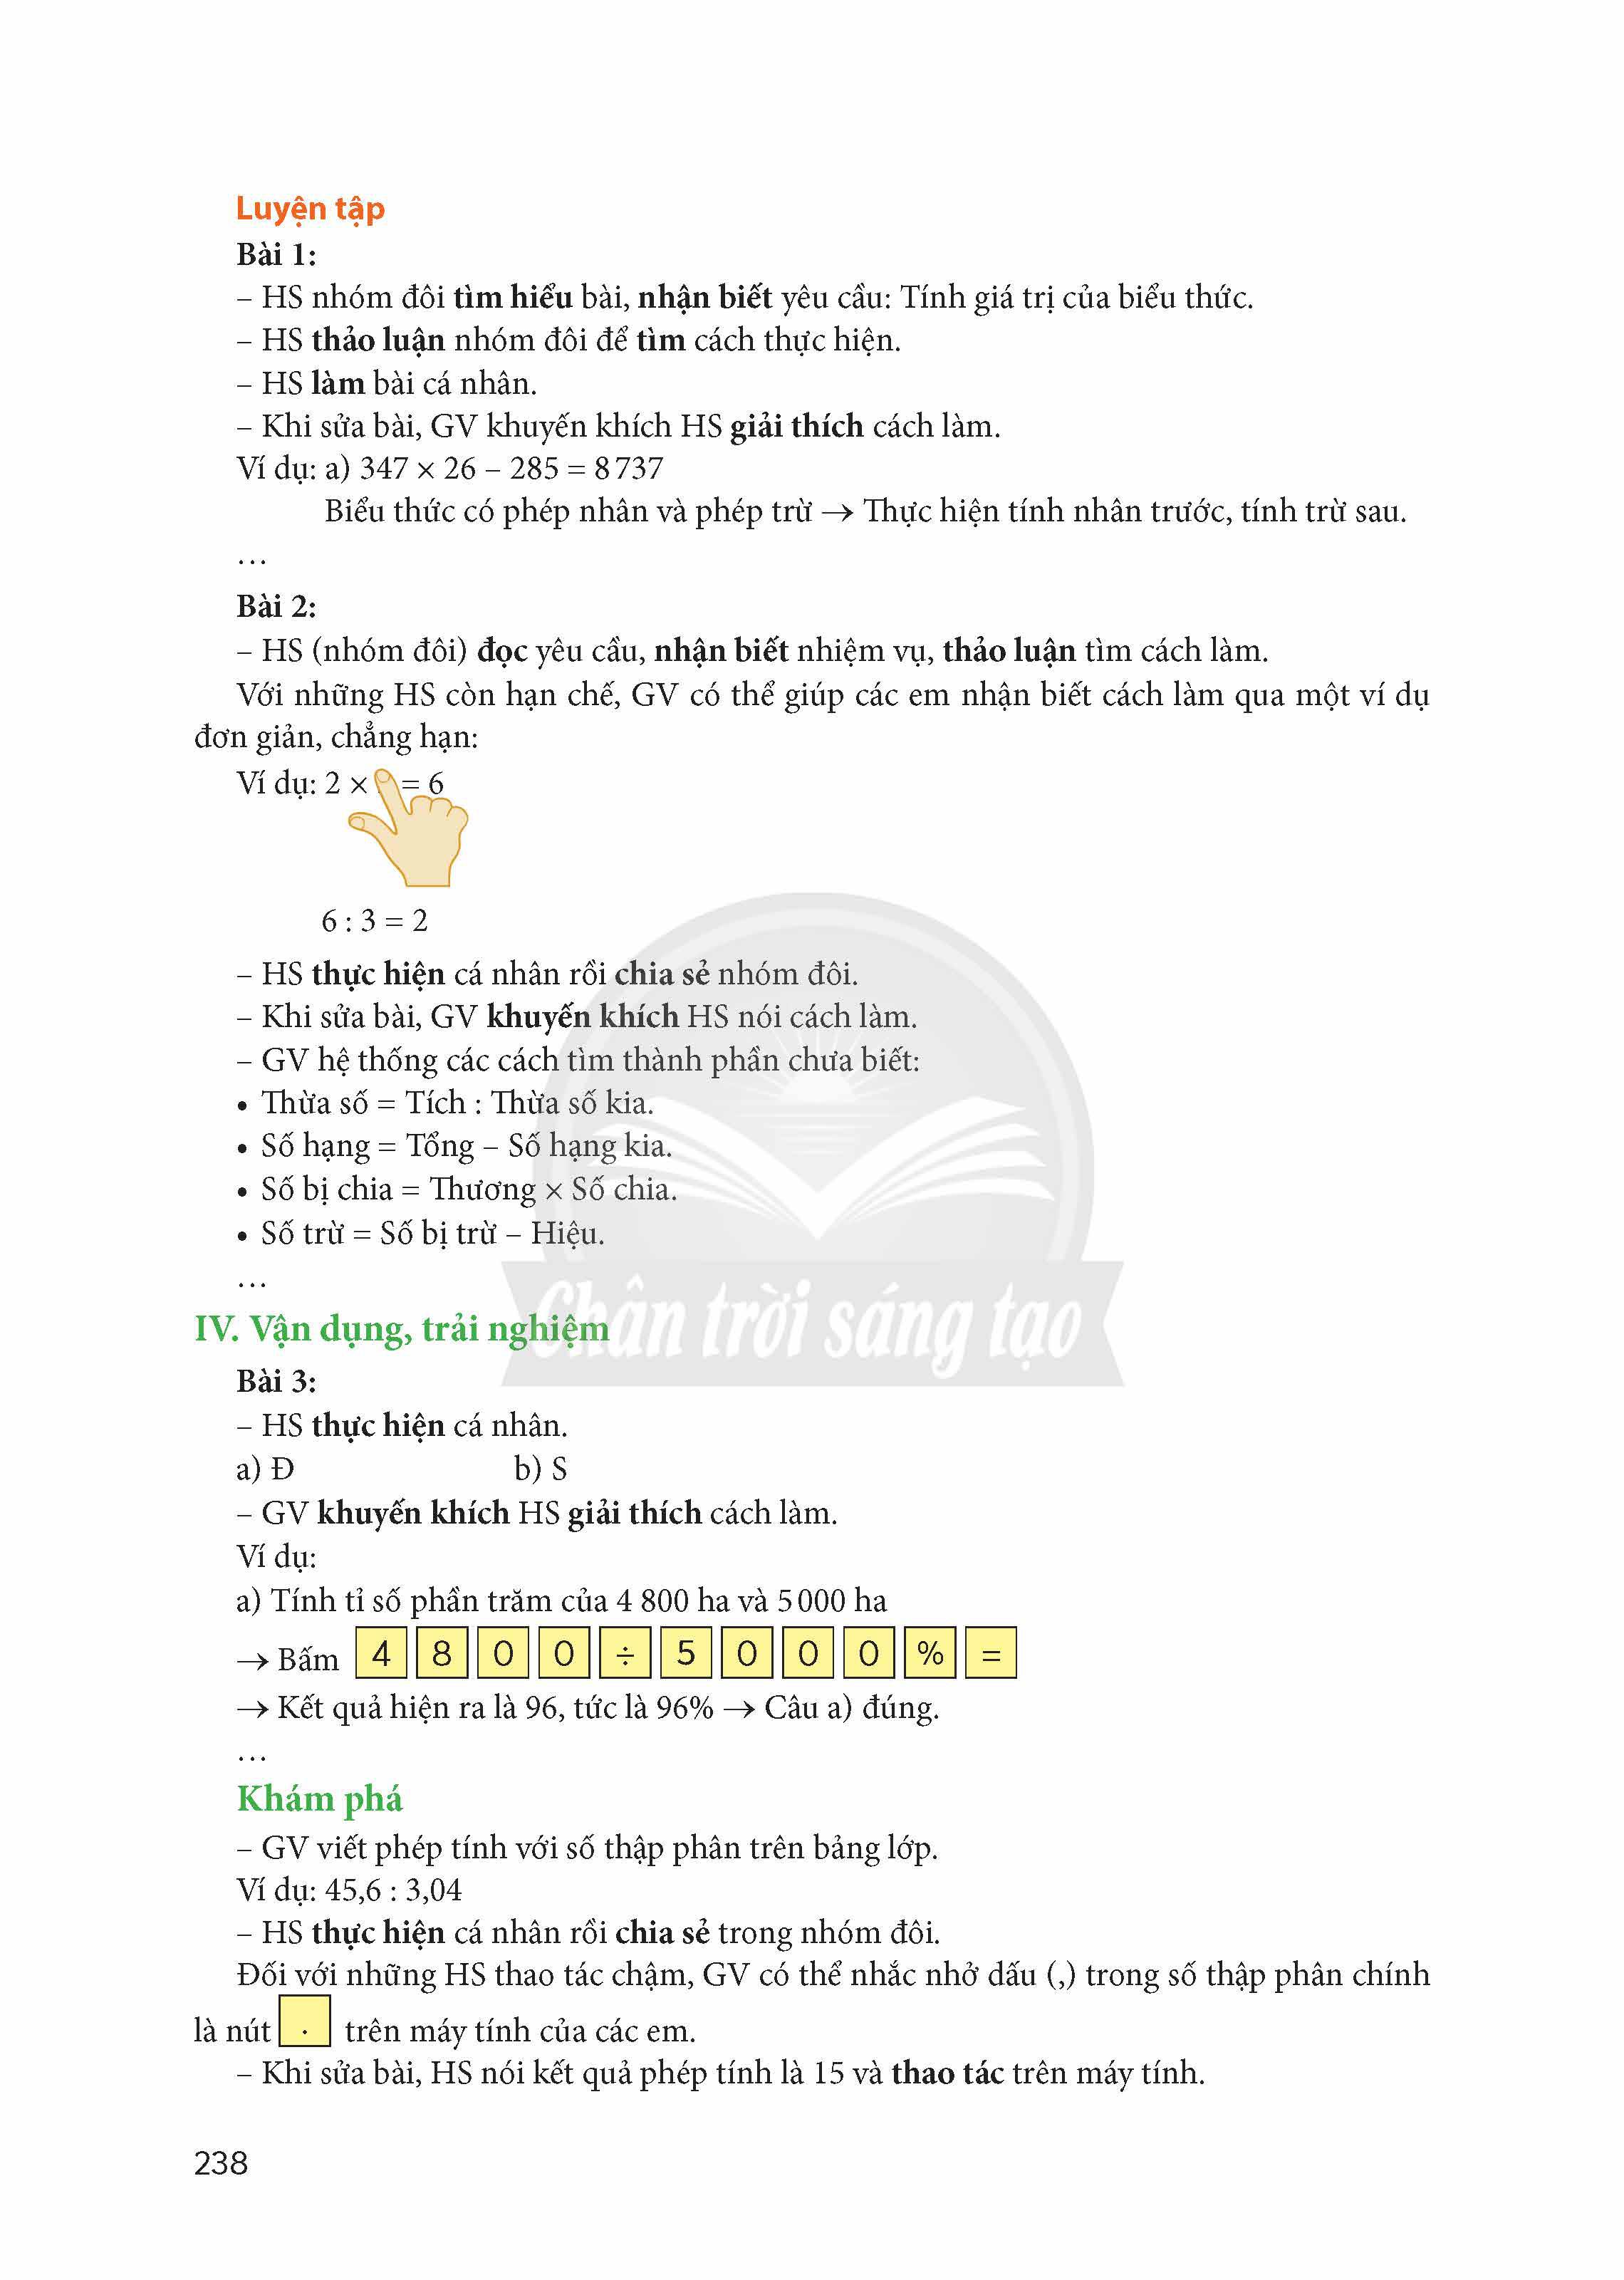 Luyện tập
Bài 1:
– HS nhóm đôi tìm hiểu bài, nhận biết yêu cầu: Tính giá trị của biểu thức.
– HS thảo luận nhóm đôi để tìm cách thực hiện.
– HS làm bài cá nhân.
– Khi sửa bài, GV khuyến khích HS giải thích cách làm.
Ví dụ: a) 347 × 26 – 285 = 8 737
Biểu thức có phép nhân và phép trừ → Thực hiện tính nhân trước, tính trừ sau.
…
Bài 2:
– HS (nhóm đôi) đọc yêu cầu, nhận biết nhiệm vụ, thảo luận tìm cách làm.
Với những HS còn hạn chế, GV có thể giúp các em nhận biết cách làm qua một ví dụ
đơn giản, chẳng hạn:
Ví dụ: 2 × = 6
6 : 3 = 2
– HS thực hiện cá nhân rồi chia sẻ nhóm đôi.
– Khi sửa bài, GV khuyến khích HS nói cách làm.
– GV hệ thống các cách tìm thành phần chưa biết:
• Thừa số = Tích : Thừa số kia.
• Số hạng = Tổng – Số hạng kia.
• Số bị chia = Thương × Số chia.
• Số trừ = Số bị trừ – Hiệu.
…
Chân trời sáng tạo
IV. Vận dụng, trải nghiệm
Bài 3:
– HS thực hiện cá nhân.
a) Đ b) S
– GV khuyến khích HS giải thích cách làm.
Ví dụ:
a) Tính tỉ số phần trăm của 4 800 ha và 5 000 ha
→ Bấm 4 8 0 0 ÷ 5 0 0 0 % =
→ Kết quả hiện ra là 96, tức là 96% → Câu a) đúng.
…
Khám phá
– GV viết phép tính với số thập phân trên bảng lớp.
Ví dụ: 45,6 : 3,04
– HS thực hiện cá nhân rồi chia sẻ trong nhóm đôi.
Đối với những HS thao tác chậm, GV có thể nhắc nhở dấu (,) trong số thập phân chính
là nút . trên máy tính của các em.
– Khi sửa bài, HS nói kết quả phép tính là 15 và thao tác trên máy tính.
238